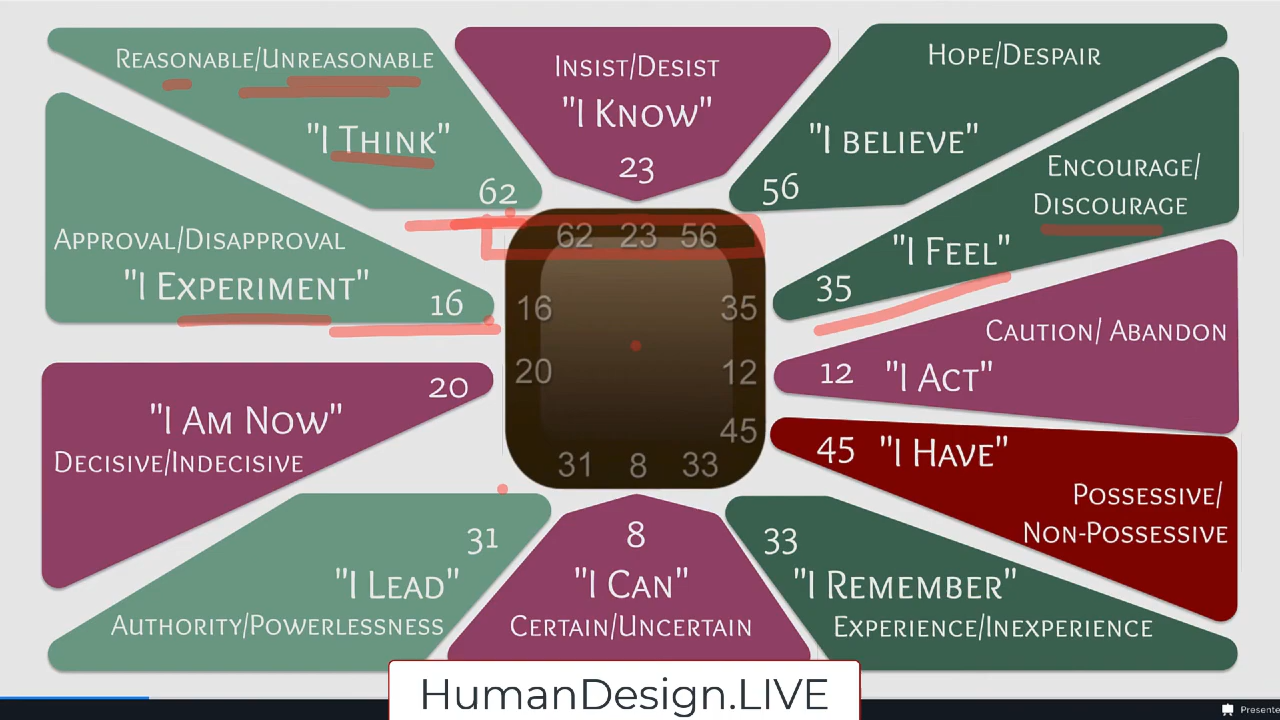 Reasonable/Unreasonable
"I Think"
62
Insist/Desist
"I Know"
23
Hope/Despair
"I believe"
56
Approval/Disapproval
"I Experiment"
16
Encourage/
Discourage
"I Feel"
35
62 23 56
16 35
20 12
45
31 8 33
20
"I Am Now"
Decisive/Indecisive
Caution/ Abandon
12 "I Act"
45 "I Have"
Possessive/
Non-Possessive
31
"I Lead"
Authority/Powerlessness
8
"I Can"
Certain/Uncertain
33
"I Remember"
Experience/Inexperience
HumanDesign.LIVE
Presente